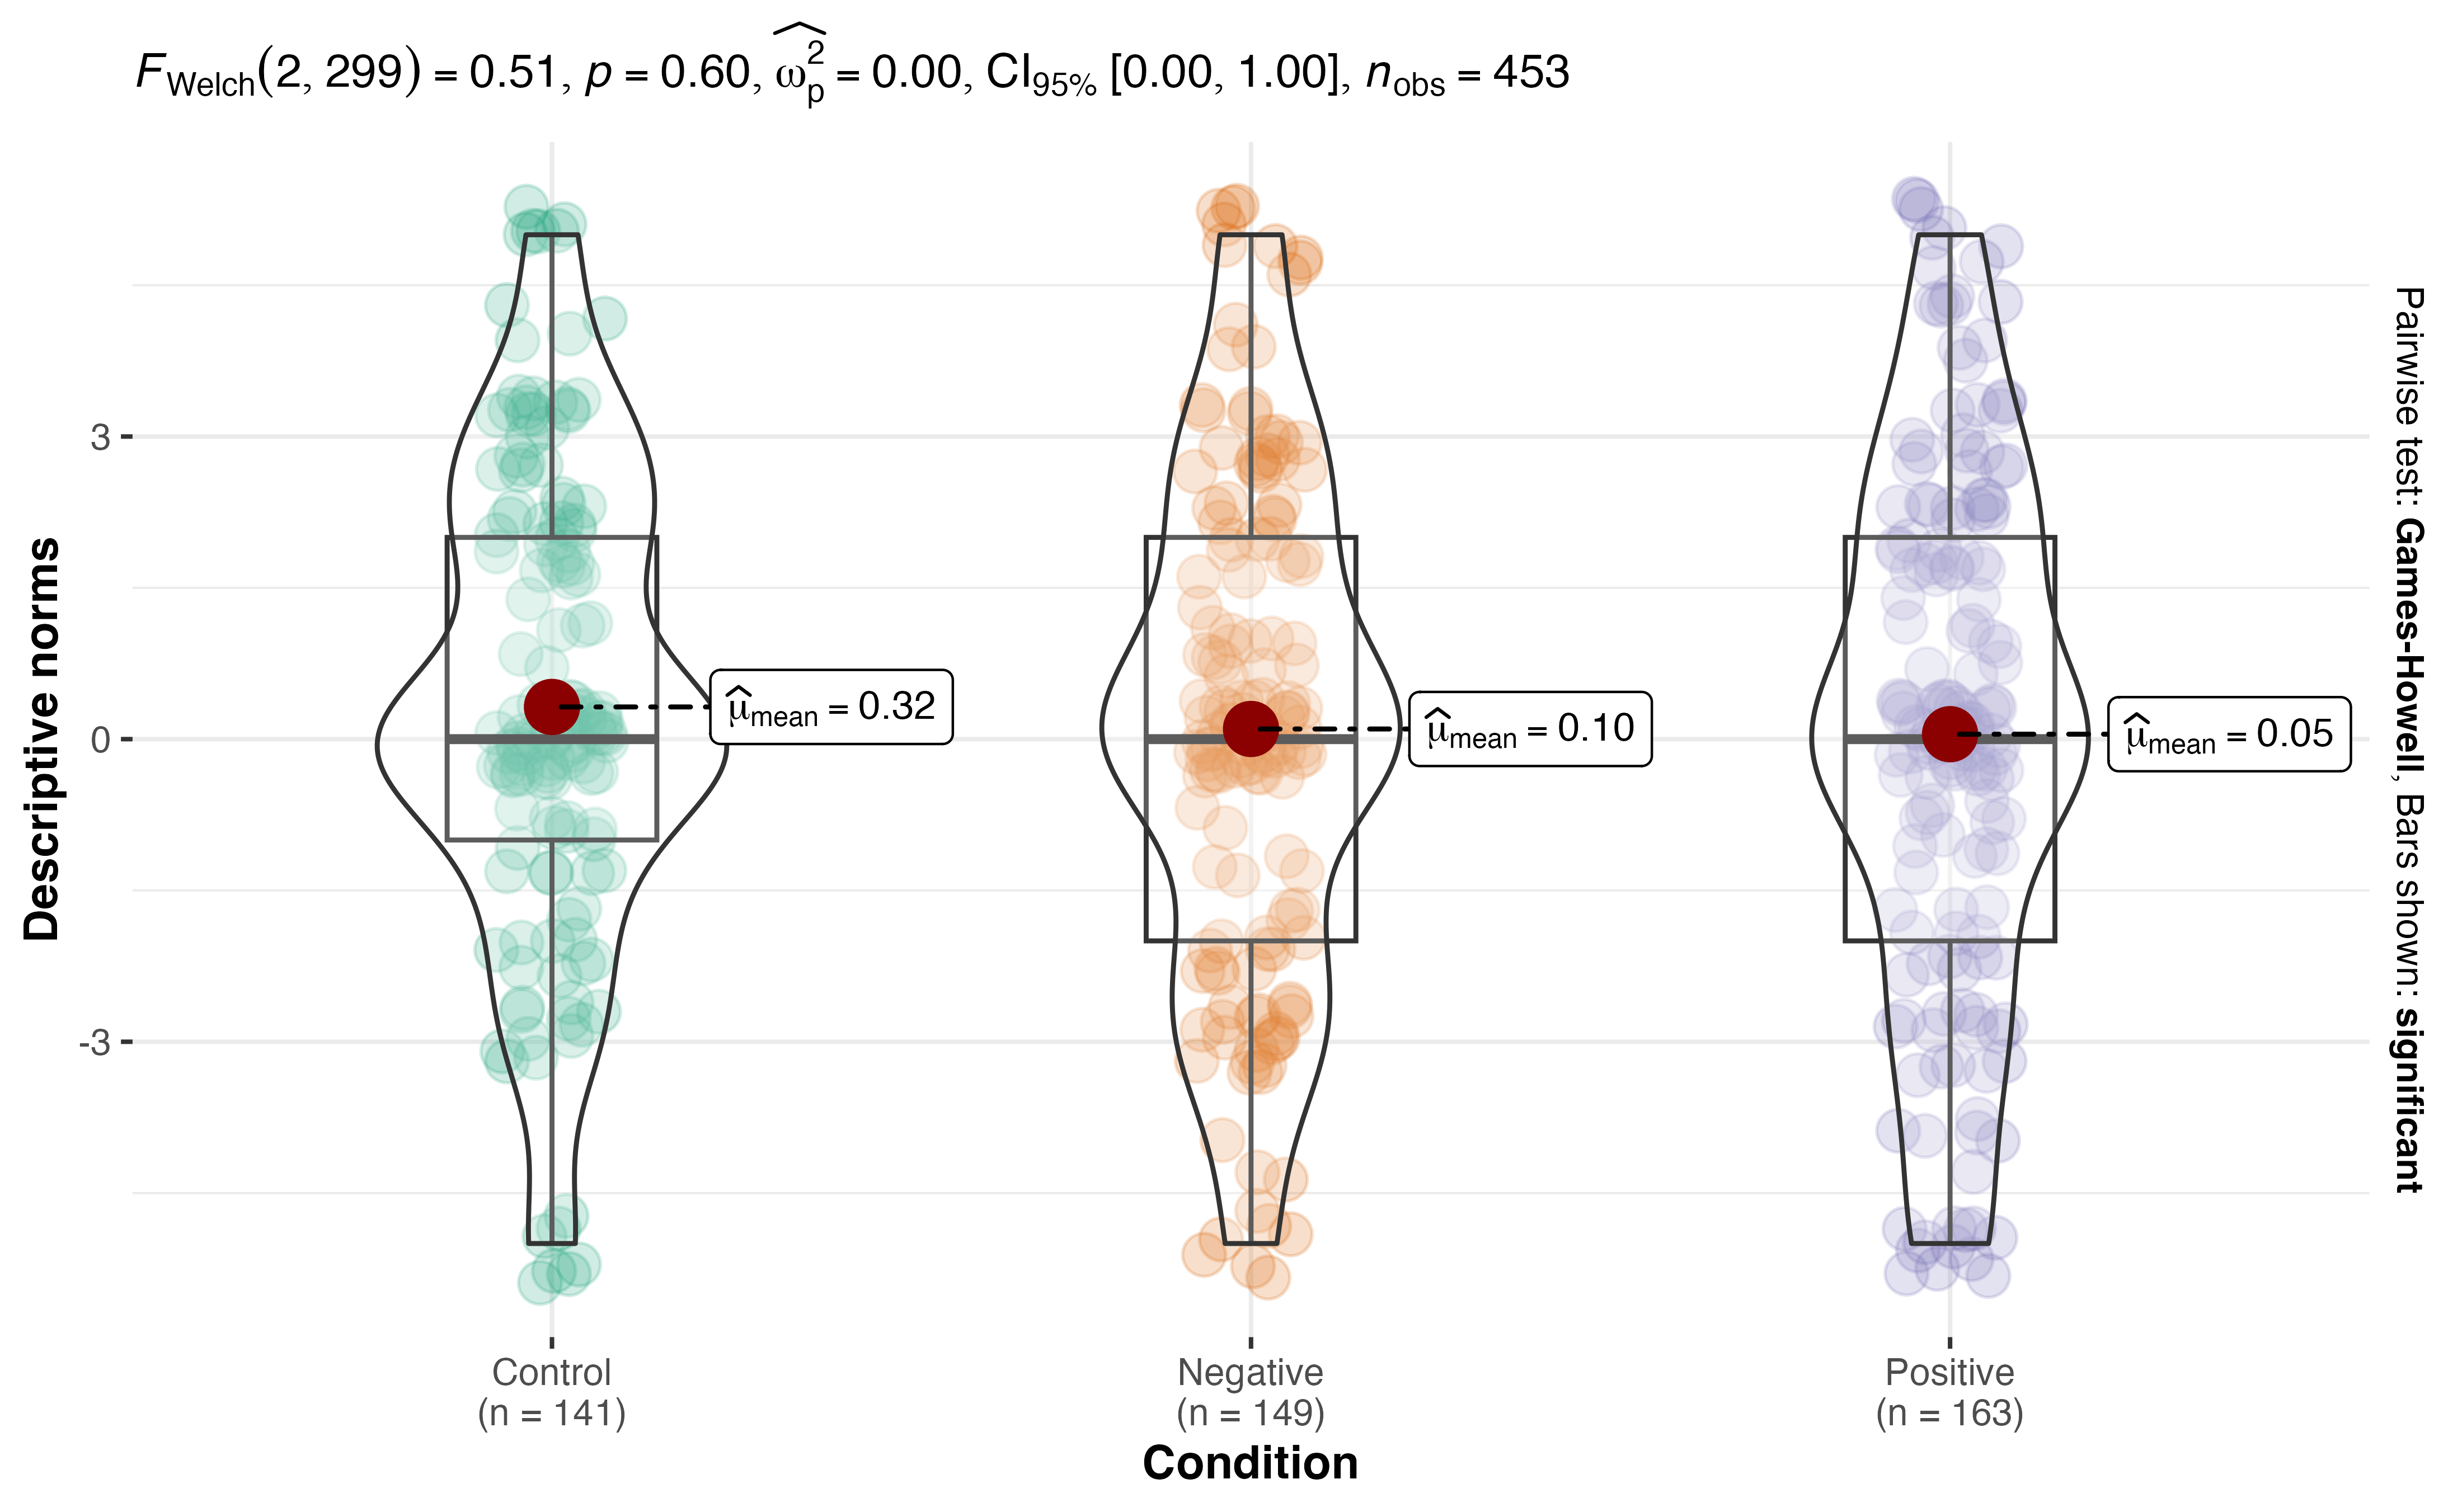 F_Welch(2, 299) = 0.51, p = 0.60, ω̂²_p = 0.00, CI_95% [0.00, 1.00], n_obs = 453
Descriptive norms
3
0
-3
μ̂_mean = 0.32
μ̂_mean = 0.10
μ̂_mean = 0.05
Pairwise test: Games-Howell, Bars shown: significant
Control
(n = 141)
Negative
(n = 149)
Positive
(n = 163)
Condition